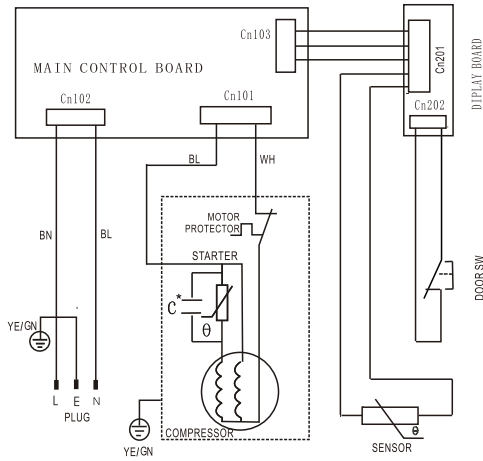 Cn103
MAIN CONTROL BOARD
Cn102
Cn101
Cn201
Cn202
DIPLAY BOARD
BL
WH
MOTOR
PROTECTOR
BN
BL
STARTER
C*
θ
DOOR SW
YE/GN
L E N
PLUG
COMPRESSOR
YE/GN
θ
SENSOR